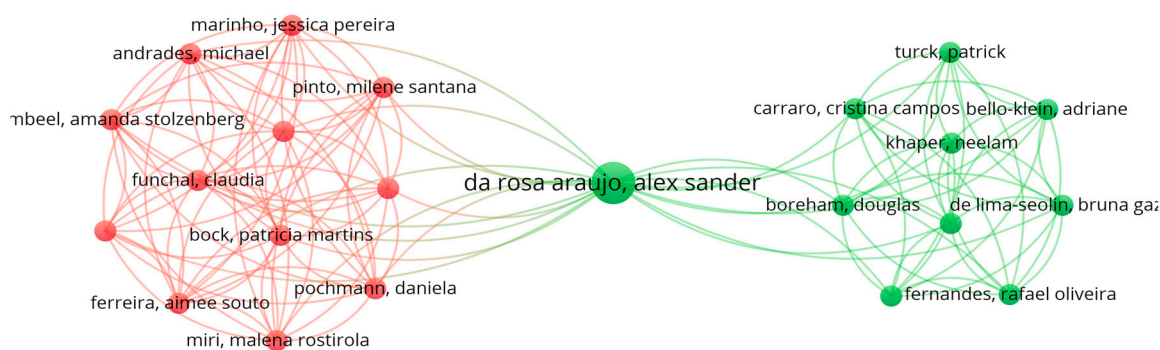 marinho, jessica pereira
andrades, michael
pinto, milene santana
mbeel, amanda stolzenberg
funchal, claudia
bock, patricia martins
pochmann, daniela
ferreira, aimee souto
miri, malena rostirola
da rosa araujo, alex sander
turck, patrick
carraro, cristina campos
bello-klein, adriane
khaper, neelam
boreham, douglas
de lima-seolin, bruna gaz
fernandes, rafael oliveira